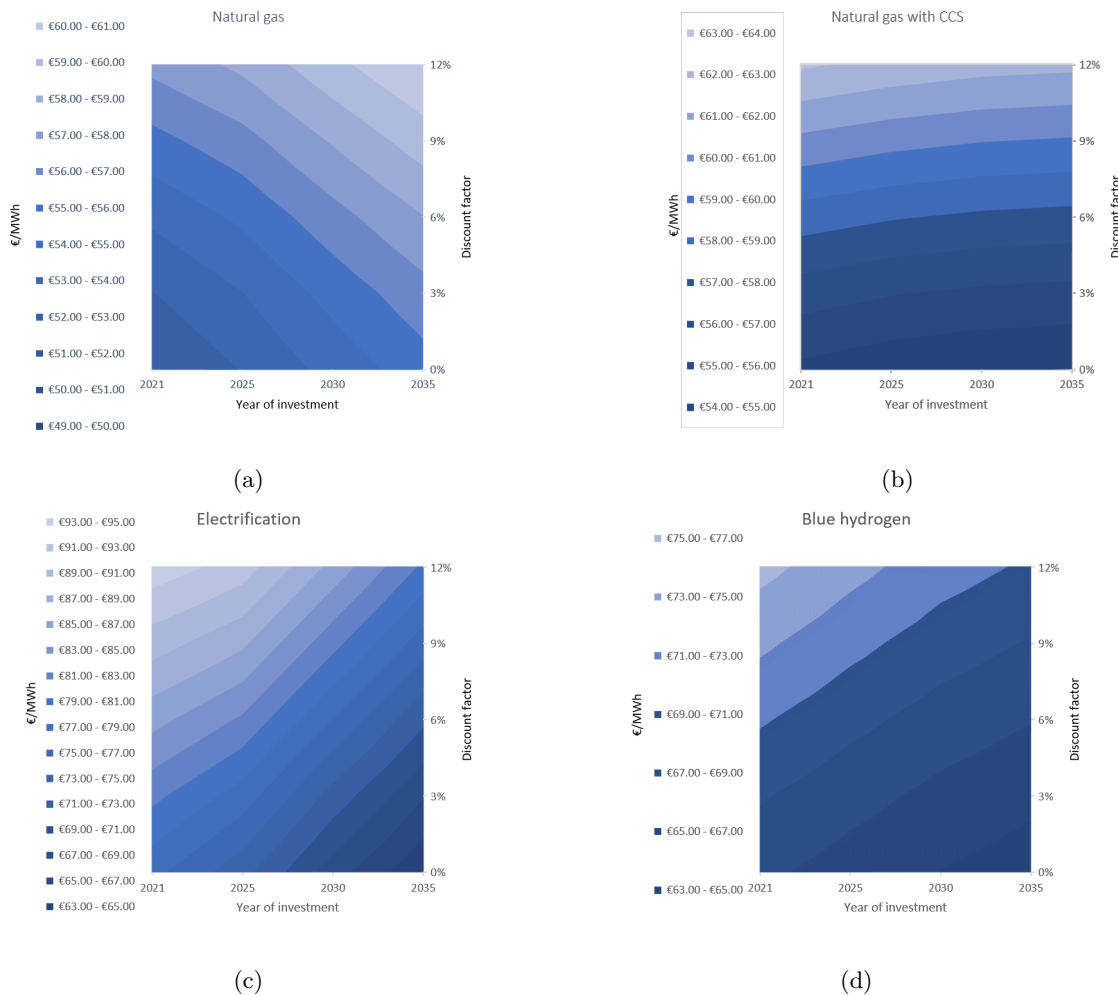 Natural gas
€60.00 - €61.00
€59.00 - €60.00
€58.00 - €59.00
€57.00 - €58.00
€56.00 - €57.00
€55.00 - €56.00
€54.00 - €55.00
€53.00 - €54.00
€52.00 - €53.00
€51.00 - €52.00
€50.00 - €51.00
€49.00 - €50.00
€/MWh
12%
9%
6%
3%
0%
Discount factor
2021 2025 2030 2035
Year of investment
(a)
Natural gas with CCS
€63.00 - €64.00
€62.00 - €63.00
€61.00 - €62.00
€60.00 - €61.00
€59.00 - €60.00
€58.00 - €59.00
€57.00 - €58.00
€56.00 - €57.00
€55.00 - €56.00
€54.00 - €55.00
€/MWh
12%
9%
6%
3%
0%
Discount factor
2021 2025 2030 2035
Year of investment
(b)
Electrification
€93.00 - €95.00
€91.00 - €93.00
€89.00 - €91.00
€87.00 - €89.00
€85.00 - €87.00
€83.00 - €85.00
€81.00 - €83.00
€79.00 - €81.00
€77.00 - €79.00
€75.00 - €77.00
€73.00 - €75.00
€71.00 - €73.00
€69.00 - €71.00
€67.00 - €69.00
€65.00 - €67.00
€63.00 - €65.00
€/MWh
12%
9%
6%
3%
0%
Discount factor
2021 2025 2030 2035
Year of investment
(c)
Blue hydrogen
€75.00 - €77.00
€73.00 - €75.00
€71.00 - €73.00
€69.00 - €71.00
€67.00 - €69.00
€65.00 - €67.00
€63.00 - €65.00
€/MWh
12%
9%
6%
3%
0%
Discount factor
2021 2025 2030 2035
Year of investment
(d)